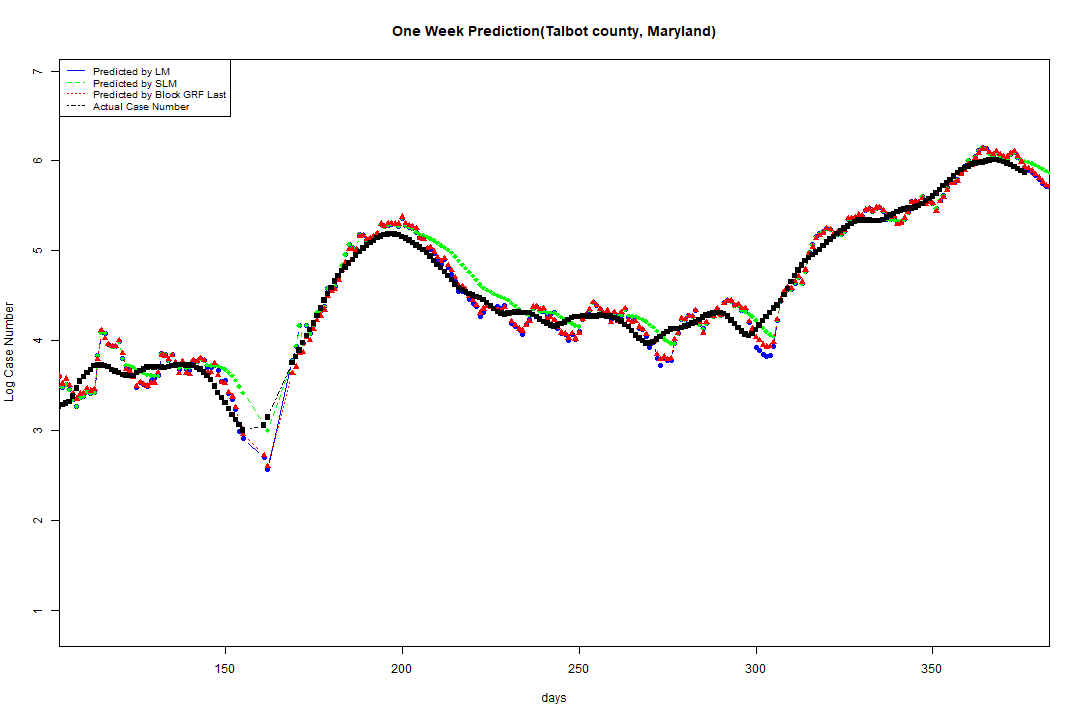 One Week Prediction(Talbot county, Maryland)
Predicted by LM
Predicted by SLM
Predicted by Block GRF Last
Actual Case Number
7
6
5
4
3
2
1
Log Case Number
150 200 250 300 350
days